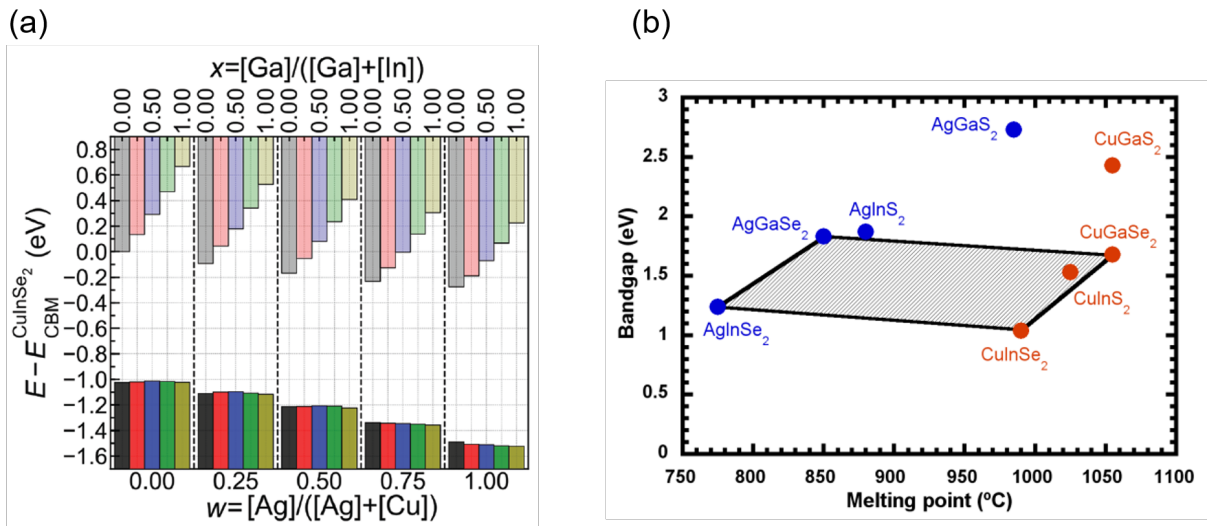 (a)
x=[Ga]/([Ga]+[In])
0.00 0.50 1.00 0.00 0.50 1.00 0.00 0.50 1.00 0.00 0.50 1.00 0.00 0.50 1.00
E−E_CBM^CuInSe₂ (eV)
0.8
0.6
0.4
0.2
0.0
−0.2
−0.4
−0.6
−0.8
−1.0
−1.2
−1.4
−1.6
0.00 0.25 0.50 0.75 1.00
w=[Ag]/([Ag]+[Cu])
(b)
Bandgap (eV)
3
2.5
2
1.5
1
0.5
0
AgGaS₂
CuGaS₂
AgInS₂
AgGaSe₂
CuGaSe₂
CuInS₂
AgInSe₂
CuInSe₂
750 800 850 900 950 1000 1050 1100
Melting point (ºC)